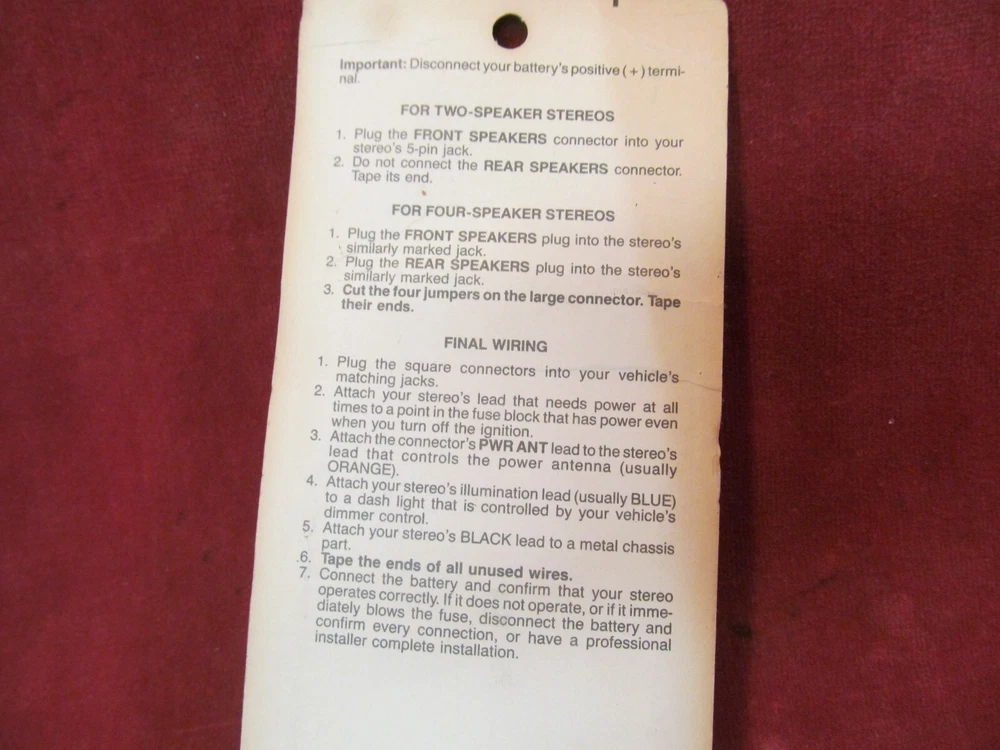 Important: Disconnect your battery's positive (+) termi-
nal.
FOR TWO-SPEAKER STEREOS
1. Plug the FRONT SPEAKERS connector into your
stereo's 5-pin jack.
2. Do not connect the REAR SPEAKERS connector.
Tape its end.
FOR FOUR-SPEAKER STEREOS
1. Plug the FRONT SPEAKERS plug into the stereo's
similarly marked jack.
2. Plug the REAR SPEAKERS plug into the stereo's
similarly marked jack.
3. Cut the four jumpers on the large connector. Tape
their ends.
FINAL WIRING
1. Plug the square connectors into your vehicle's
matching jacks.
2. Attach your stereo's lead that needs power at all
times to a point in the fuse block that has power even
when you turn off the ignition.
3. Attach the connector's PWR ANT lead to the stereo's
lead that controls the power antenna (usually
ORANGE).
4. Attach your stereo's illumination lead (usually BLUE)
to a dash light that is controlled by your vehicle's
dimmer control.
5. Attach your stereo's BLACK lead to a metal chassis
part.
6. Tape the ends of all unused wires.
7. Connect the battery and confirm that your stereo
operates correctly. If it does not operate, or if it imme-
diately blows the fuse, disconnect the battery and
confirm every connection, or have a professional
installer complete installation.